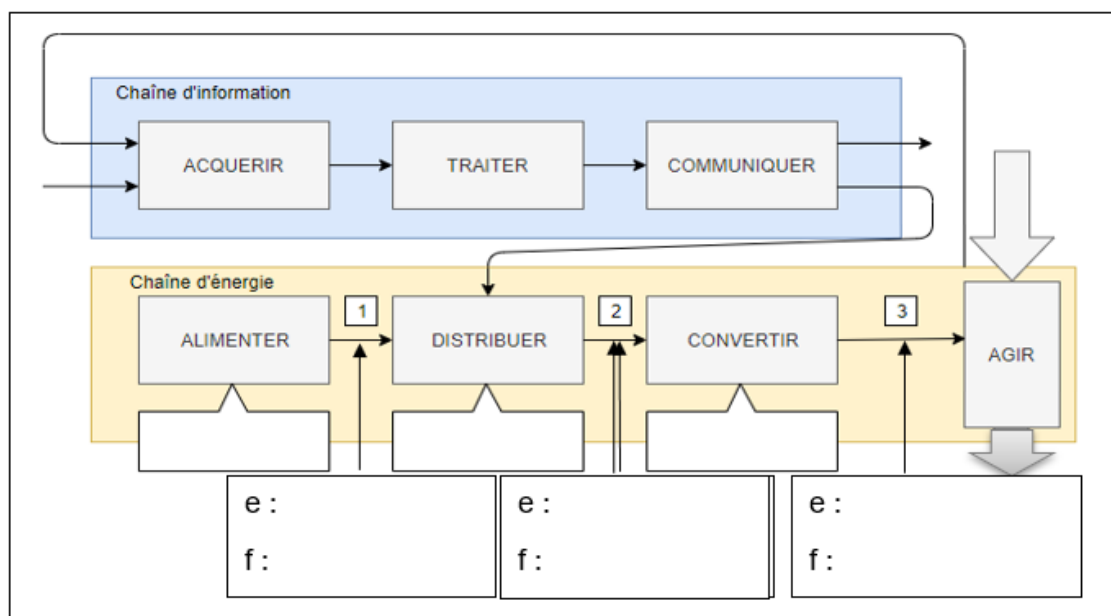 Chaîne d'information
ACQUERIR
TRAITER
COMMUNIQUER
Chaîne d'énergie
ALIMENTER
1
DISTRIBUER
2
CONVERTIR
3
AGIR
e :
f :
e :
f :
e :
f :